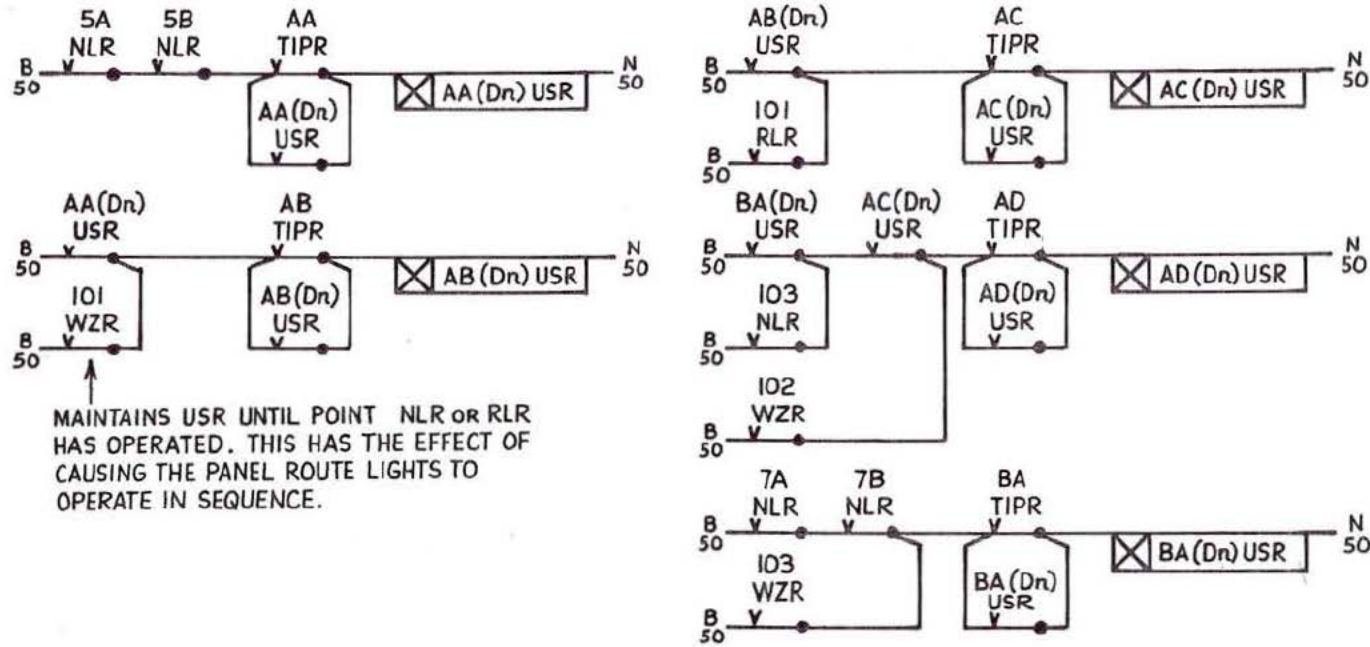 5A 5B AA
NLR NLR TIPR
B 50 N 50
AA(Dn) USR
AA(Dn)
USR
AA(Dn) AB
USR TIPR
B 50 N 50
AB(Dn) USR
101 AB(Dn)
WZR USR
B 50
MAINTAINS USR UNTIL POINT NLR OR RLR
HAS OPERATED. THIS HAS THE EFFECT OF
CAUSING THE PANEL ROUTE LIGHTS TO
OPERATE IN SEQUENCE.
AB(Dn) AC
USR TIPR
B 50 N 50
AC(Dn) USR
101 AC(Dn)
RLR USR
B 50
BA(Dn) AC(Dn) AD
USR USR TIPR
B 50 N 50
AD(Dn) USR
103 AD(Dn)
NLR USR
B 50
102
WZR
B 50
7A 7B BA
NLR NLR TIPR
B 50 N 50
BA(Dn) USR
103 BA(Dn)
WZR USR
B 50